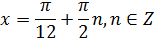 x = π/12 + π/2 n, n ∈ Z